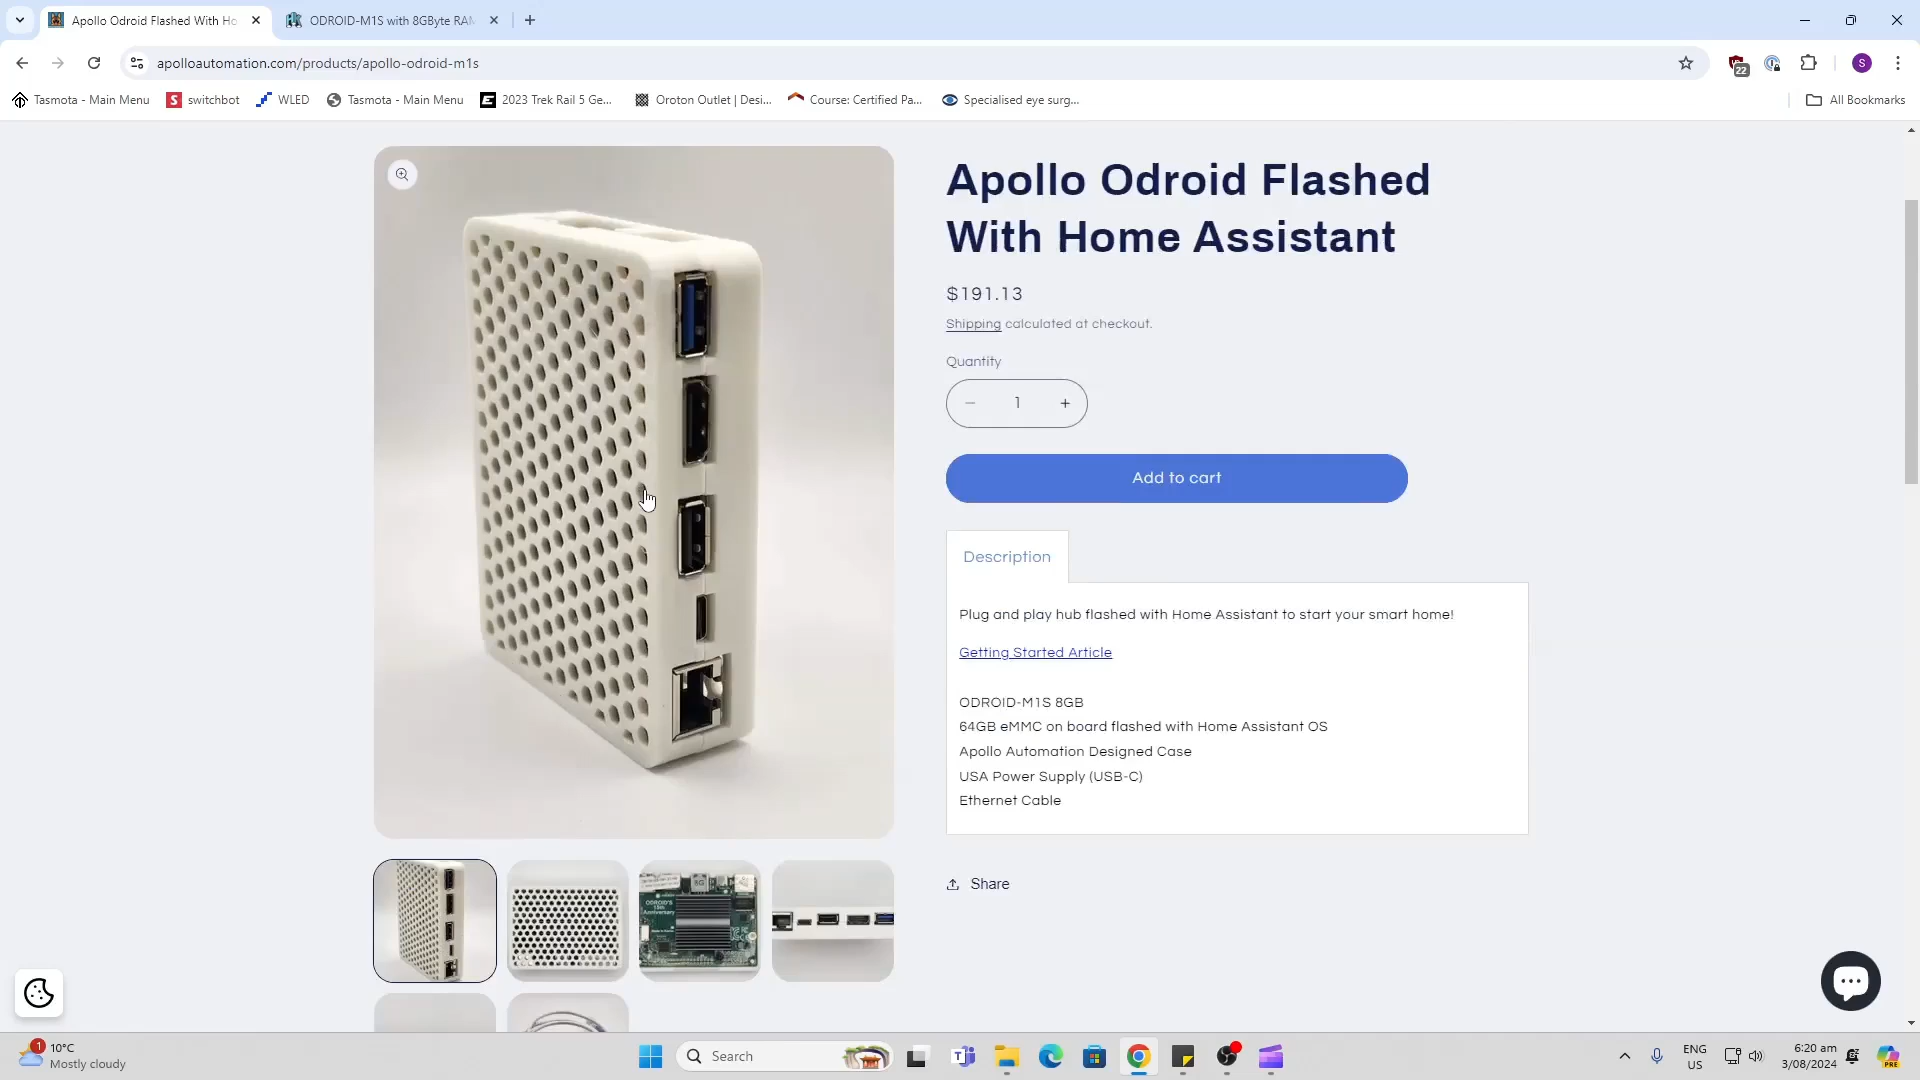 Apollo Odroid Flashed With Ho
ODROID-M1S with 8GByte RAM
apolloautomation.com/products/apollo-odroid-m1s
22
S
Tasmota - Main Menu
S
switchbot
WLED
Tasmota - Main Menu
2023 Trek Rail 5 Ge...
Oroton Outlet | Desi...
Course: Certified Pa...
Specialised eye surg...
All Bookmarks
Apollo Odroid Flashed
With Home Assistant
$191.13
Shipping calculated at checkout.
Quantity
− 1 +
Add to cart
Description
Plug and play hub flashed with Home Assistant to start your smart home!
Getting Started Article
ODROID-M1S 8GB
64GB eMMC on board flashed with Home Assistant OS
Apollo Automation Designed Case
USA Power Supply (USB-C)
Ethernet Cable
Share
1
10°C
Mostly cloudy
Search
ENG
US
6:20 am
3/08/2024
PRE